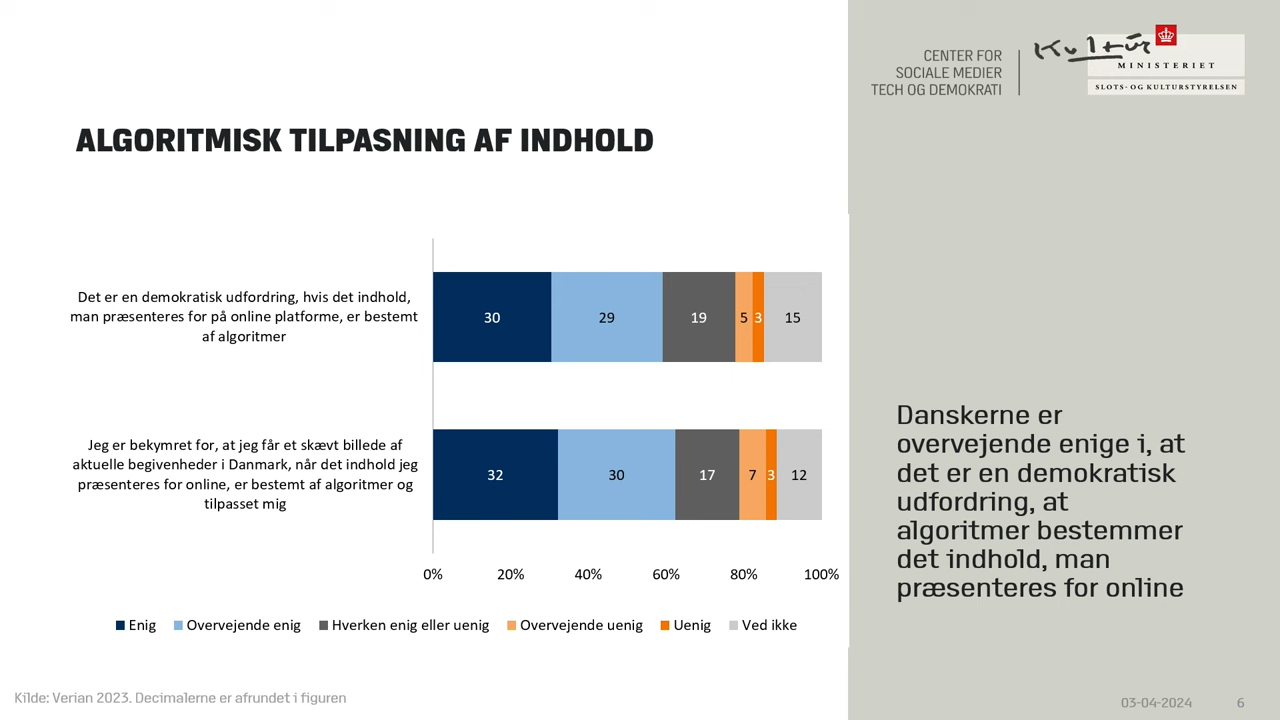 CENTER FOR
SOCIALE MEDIER
TECH OG DEMOKRATI
Kultur
MINISTERIET
SLOTS- OG KULTURSTYRELSEN
ALGORITMISK TILPASNING AF INDHOLD
Det er en demokratisk udfordring, hvis det indhold,
man præsenteres for på online platforme, er bestemt
af algoritmer
30 29 19 5 3 15
Jeg er bekymret for, at jeg får et skævt billede af
aktuelle begivenheder i Danmark, når det indhold jeg
præsenteres for online, er bestemt af algoritmer og
tilpasset mig
32 30 17 7 3 12
0% 20% 40% 60% 80% 100%
Enig Overvejende enig Hverken enig eller uenig Overvejende uenig Uenig Ved ikke
Danskerne er
overvejende enige i, at
det er en demokratisk
udfordring, at
algoritmer bestemmer
det indhold, man
præsenteres for online
Kilde: Verian 2023. Decimalerne er afrundet i figuren
03-04-2024 6